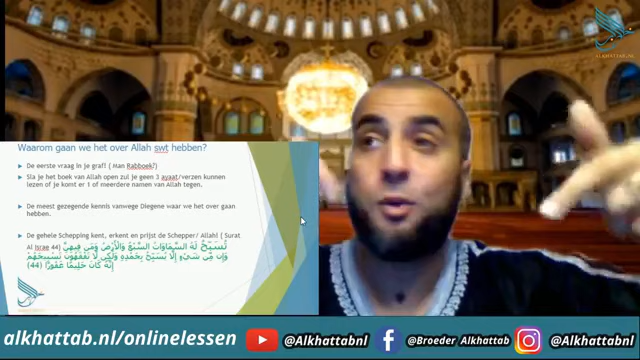 ALKHATTAB.NL
Waarom gaan we het over Allah swt hebben?
De eerste vraag in je graf! ( Man Rabboek?)
Sla je het boek van Allah open zul je geen 3 ayaat/verzen kunnen
lezen of je komt er 1 of meerdere namen van Allah tegen.
De meest gezegende kennis vanwege Diegene waar we het over gaan
hebben.
De gehele Schepping kent, erkent en prijst de Schepper/ Allah! ( Surat
Al Israe 44) تُسَبِّحُ لَهُ السَّمَاوَاتُ السَّبْعُ وَالْأَرْضُ وَمَن فِيهِنَّ
وَإِن مِّن شَيْءٍ إِلَّا يُسَبِّحُ بِحَمْدِهِ وَلَٰكِن لَّا تَفْقَهُونَ تَسْبِيحَهُمْ
إِنَّهُ كَانَ حَلِيمًا غَفُورًا (44)
alkhattab.nl/onlinelessen @Alkhattabnl @Broeder_Alkhattab @Alkhattabnl